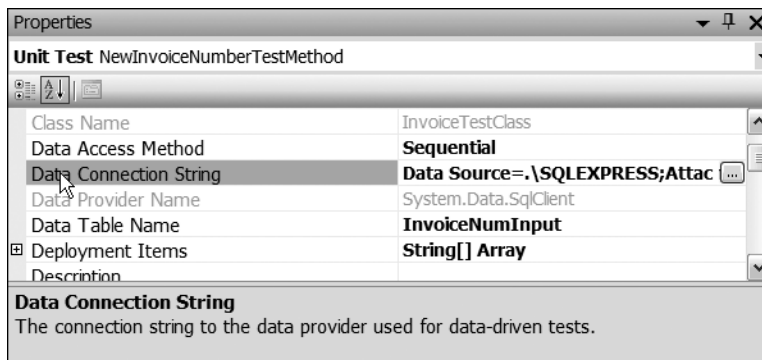 Properties
Unit Test NewInvoiceNumberTestMethod
Class Name InvoiceTestClass
Data Access Method Sequential
Data Connection String Data Source=.\SQLEXPRESS;Attac ...
Data Provider Name System.Data.SqlClient
Data Table Name InvoiceNumInput
Deployment Items String[] Array
Description
Data Connection String
The connection string to the data provider used for data-driven tests.